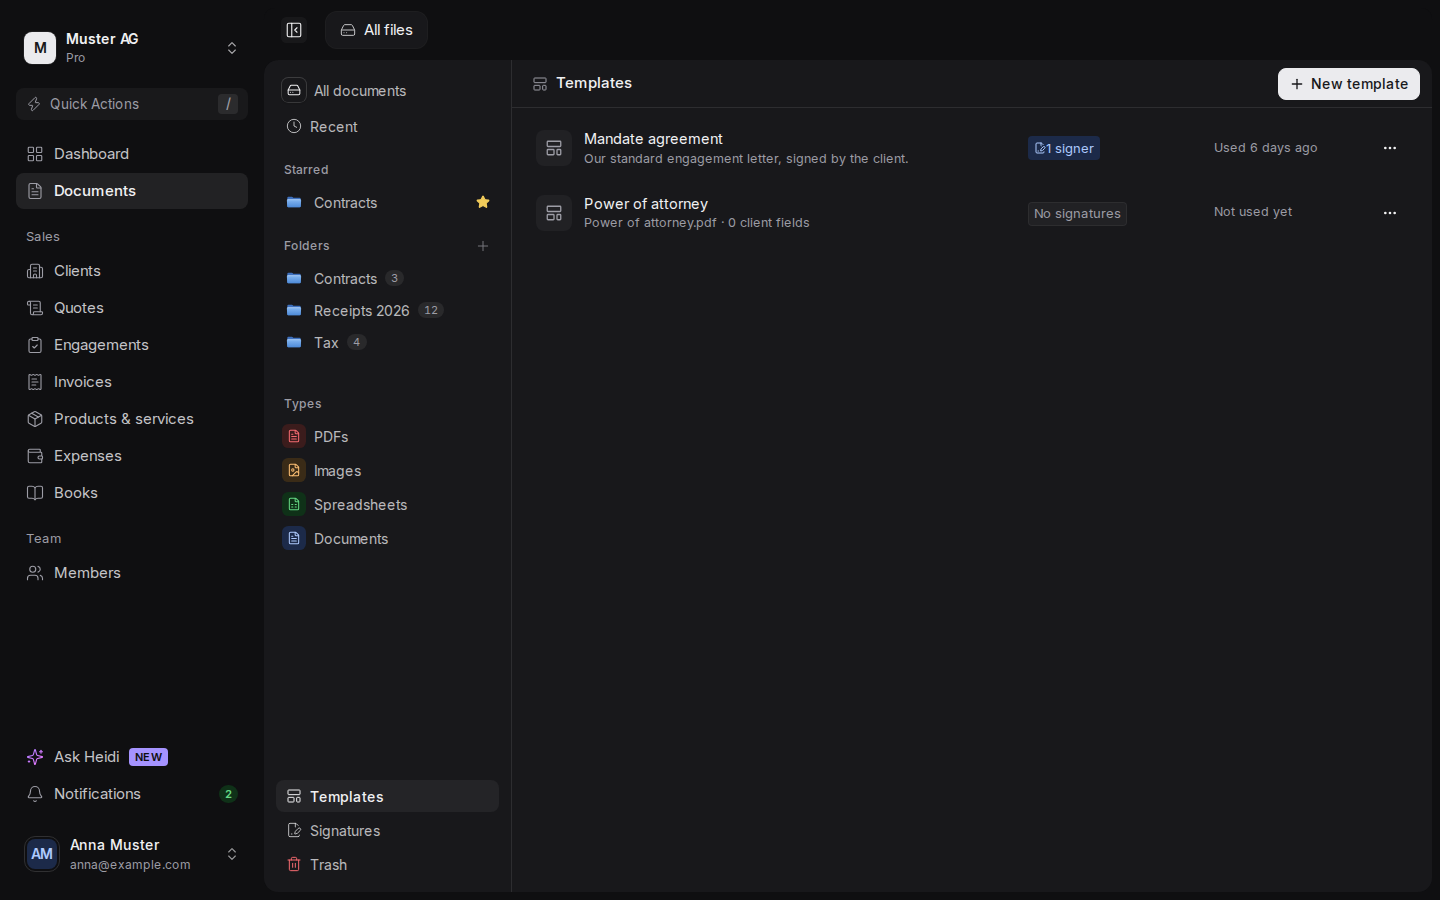 M
Muster AG
Pro
Quick Actions
/
Dashboard
Documents
Sales
Clients
Quotes
Engagements
Invoices
Products & services
Expenses
Books
Team
Members
Ask Heidi
NEW
Notifications
2
AM
Anna Muster
anna@example.com
All files
All documents
Recent
Starred
Contracts
Folders
Contracts
3
Receipts 2026
12
Tax
4
Types
PDFs
Images
Spreadsheets
Documents
Templates
Signatures
Trash
Templates
New template
Mandate agreement
Our standard engagement letter, signed by the client.
1 signer
Used 6 days ago
Power of attorney
Power of attorney.pdf · 0 client fields
No signatures
Not used yet